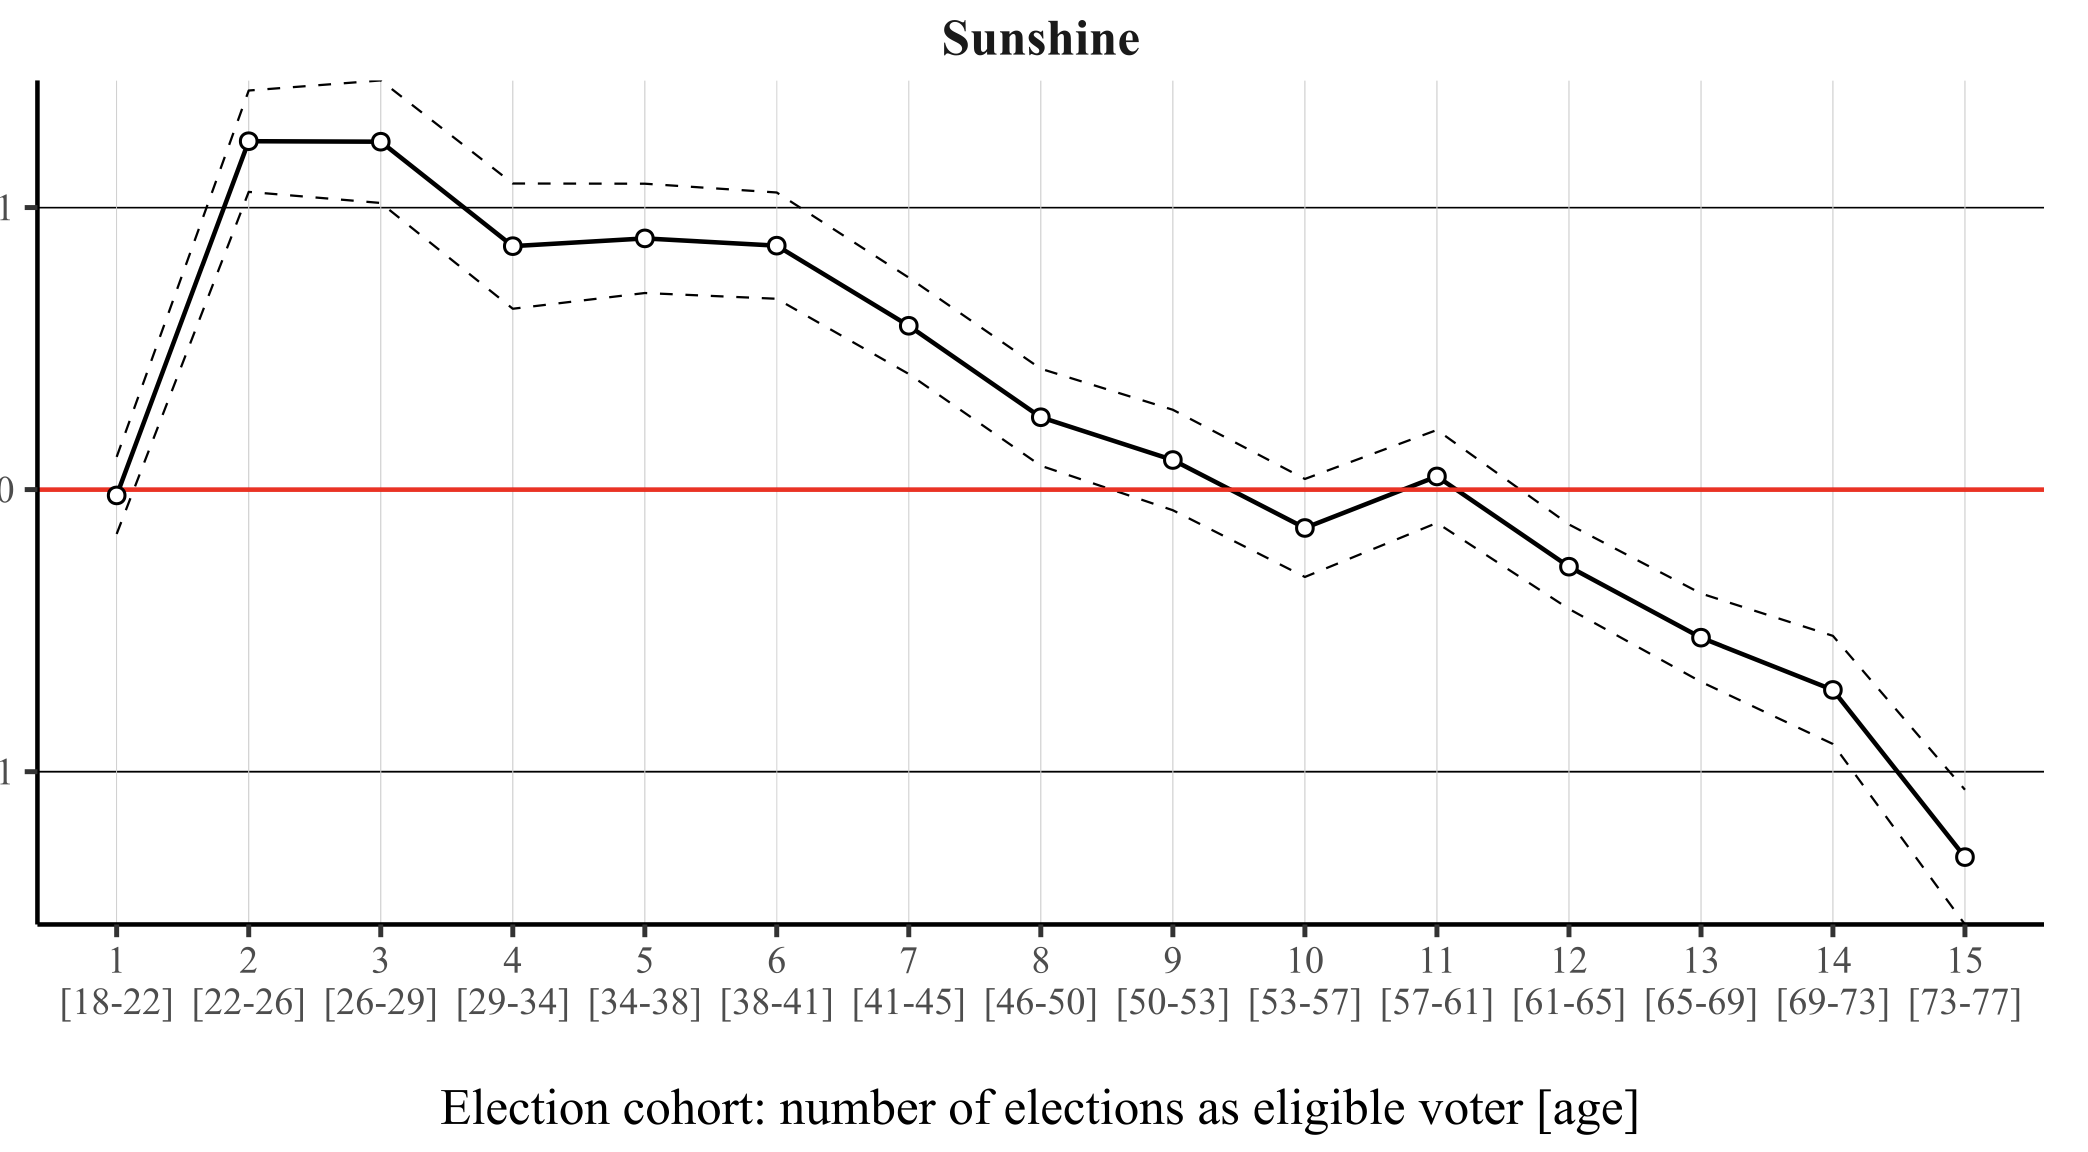 Sunshine
1
0
1
1 2 3 4 5 6 7 8 9 10 11 12 13 14 15
[18-22] [22-26] [26-29] [29-34] [34-38] [38-41] [41-45] [46-50] [50-53] [53-57] [57-61] [61-65] [65-69] [69-73] [73-77]
Election cohort: number of elections as eligible voter [age]